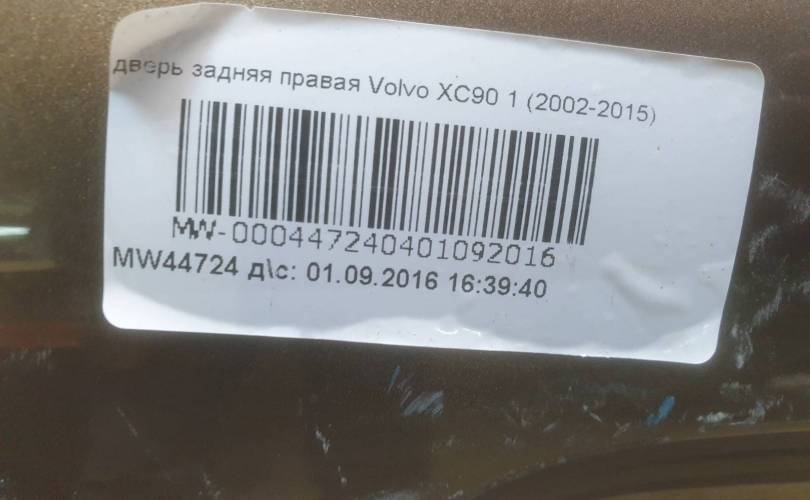 дверь задняя правая Volvo XC90 1 (2002-2015)
MW-000447240401092016
MW44724 д\с: 01.09.2016 16:39:40